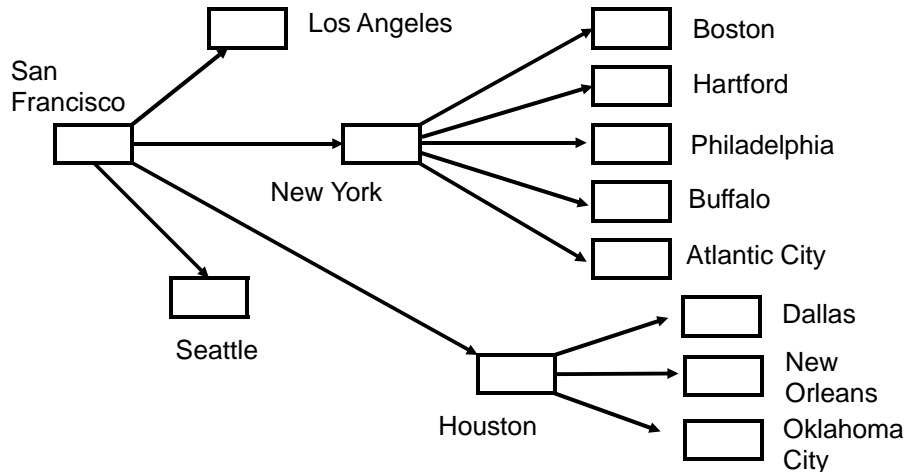 Los Angeles
San
Francisco
New York
Seattle
Houston
Boston
Hartford
Philadelphia
Buffalo
Atlantic City
Dallas
New
Orleans
Oklahoma
City